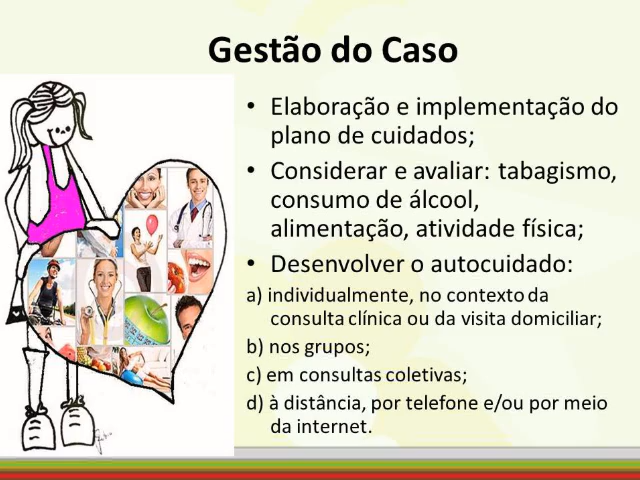 Gestão do Caso
• Elaboração e implementação do
plano de cuidados;
• Considerar e avaliar: tabagismo,
consumo de álcool,
alimentação, atividade física;
• Desenvolver o autocuidado:
a) individualmente, no contexto da
consulta clínica ou da visita domiciliar;
b) nos grupos;
c) em consultas coletivas;
d) à distância, por telefone e/ou por meio
da internet.